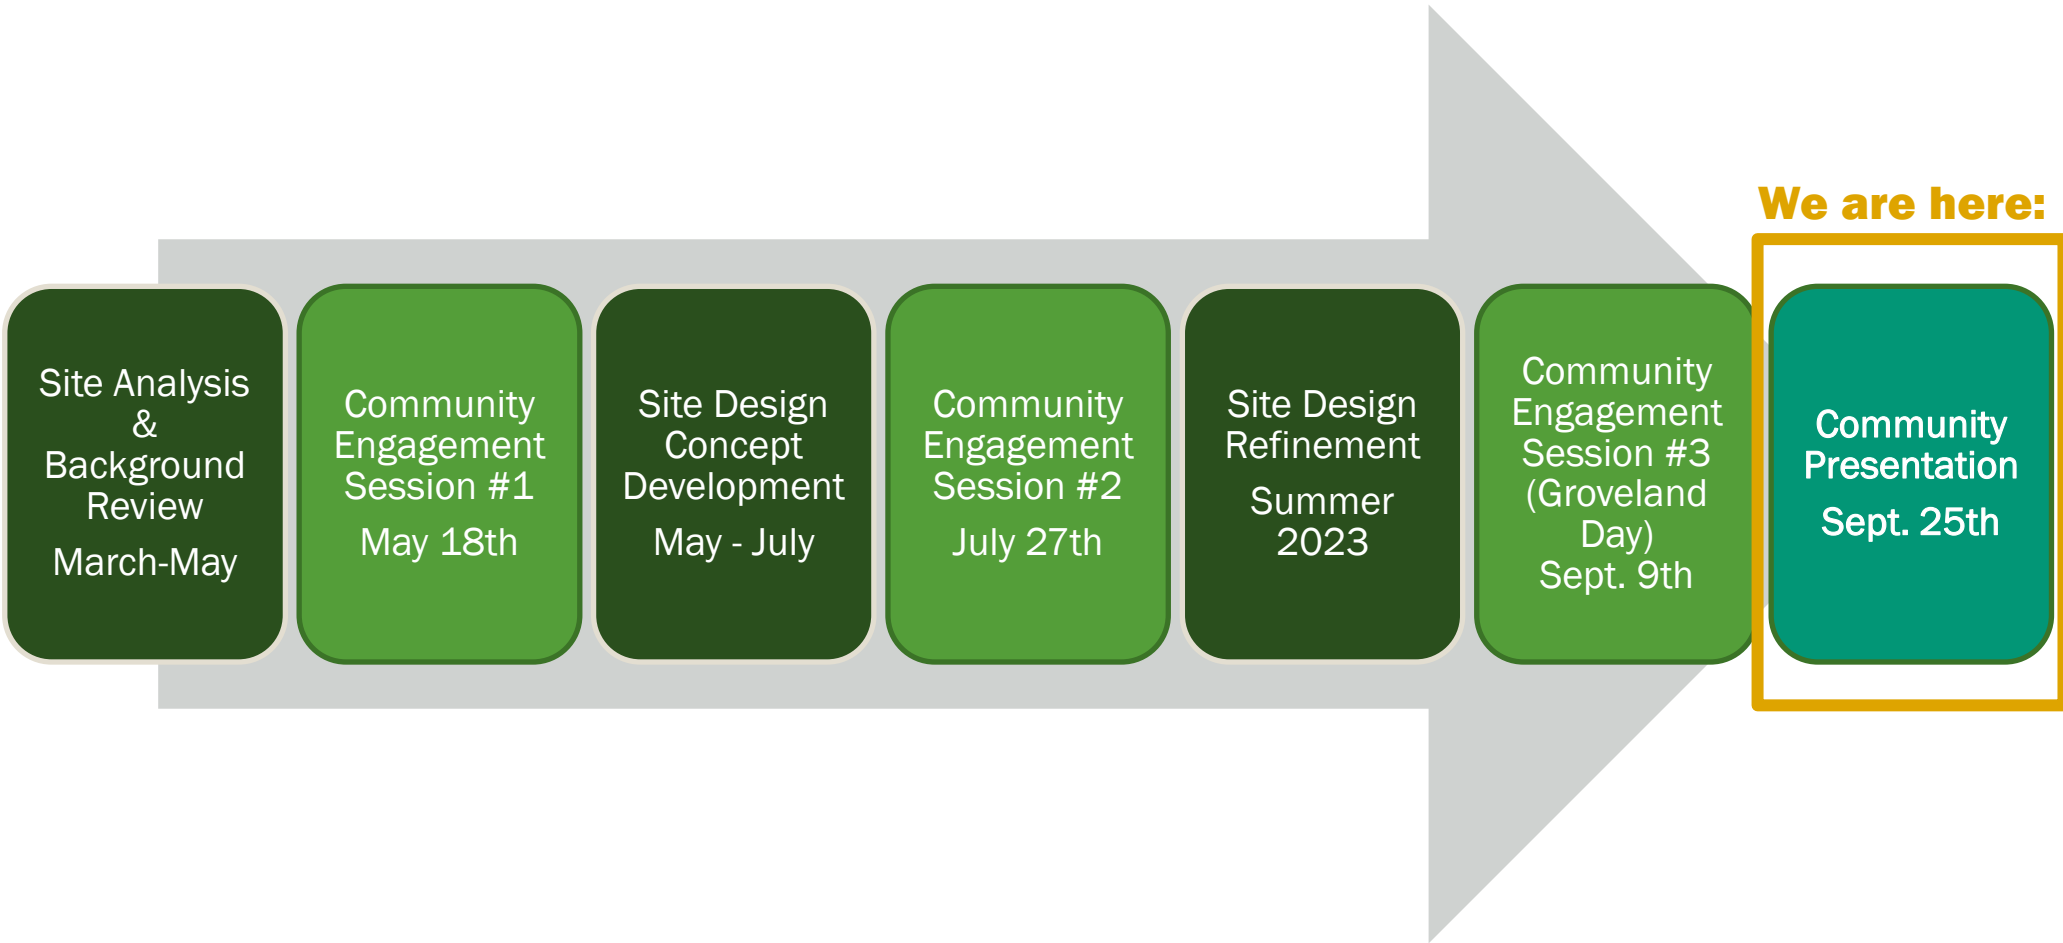 We are here:
Site Analysis
&
Background
Review
March-May
Community
Engagement
Session #1
May 18th
Site Design
Concept
Development
May - July
Community
Engagement
Session #2
July 27th
Site Design
Refinement
Summer
2023
Community
Engagement
Session #3
(Groveland
Day)
Sept. 9th
Community
Presentation
Sept. 25th